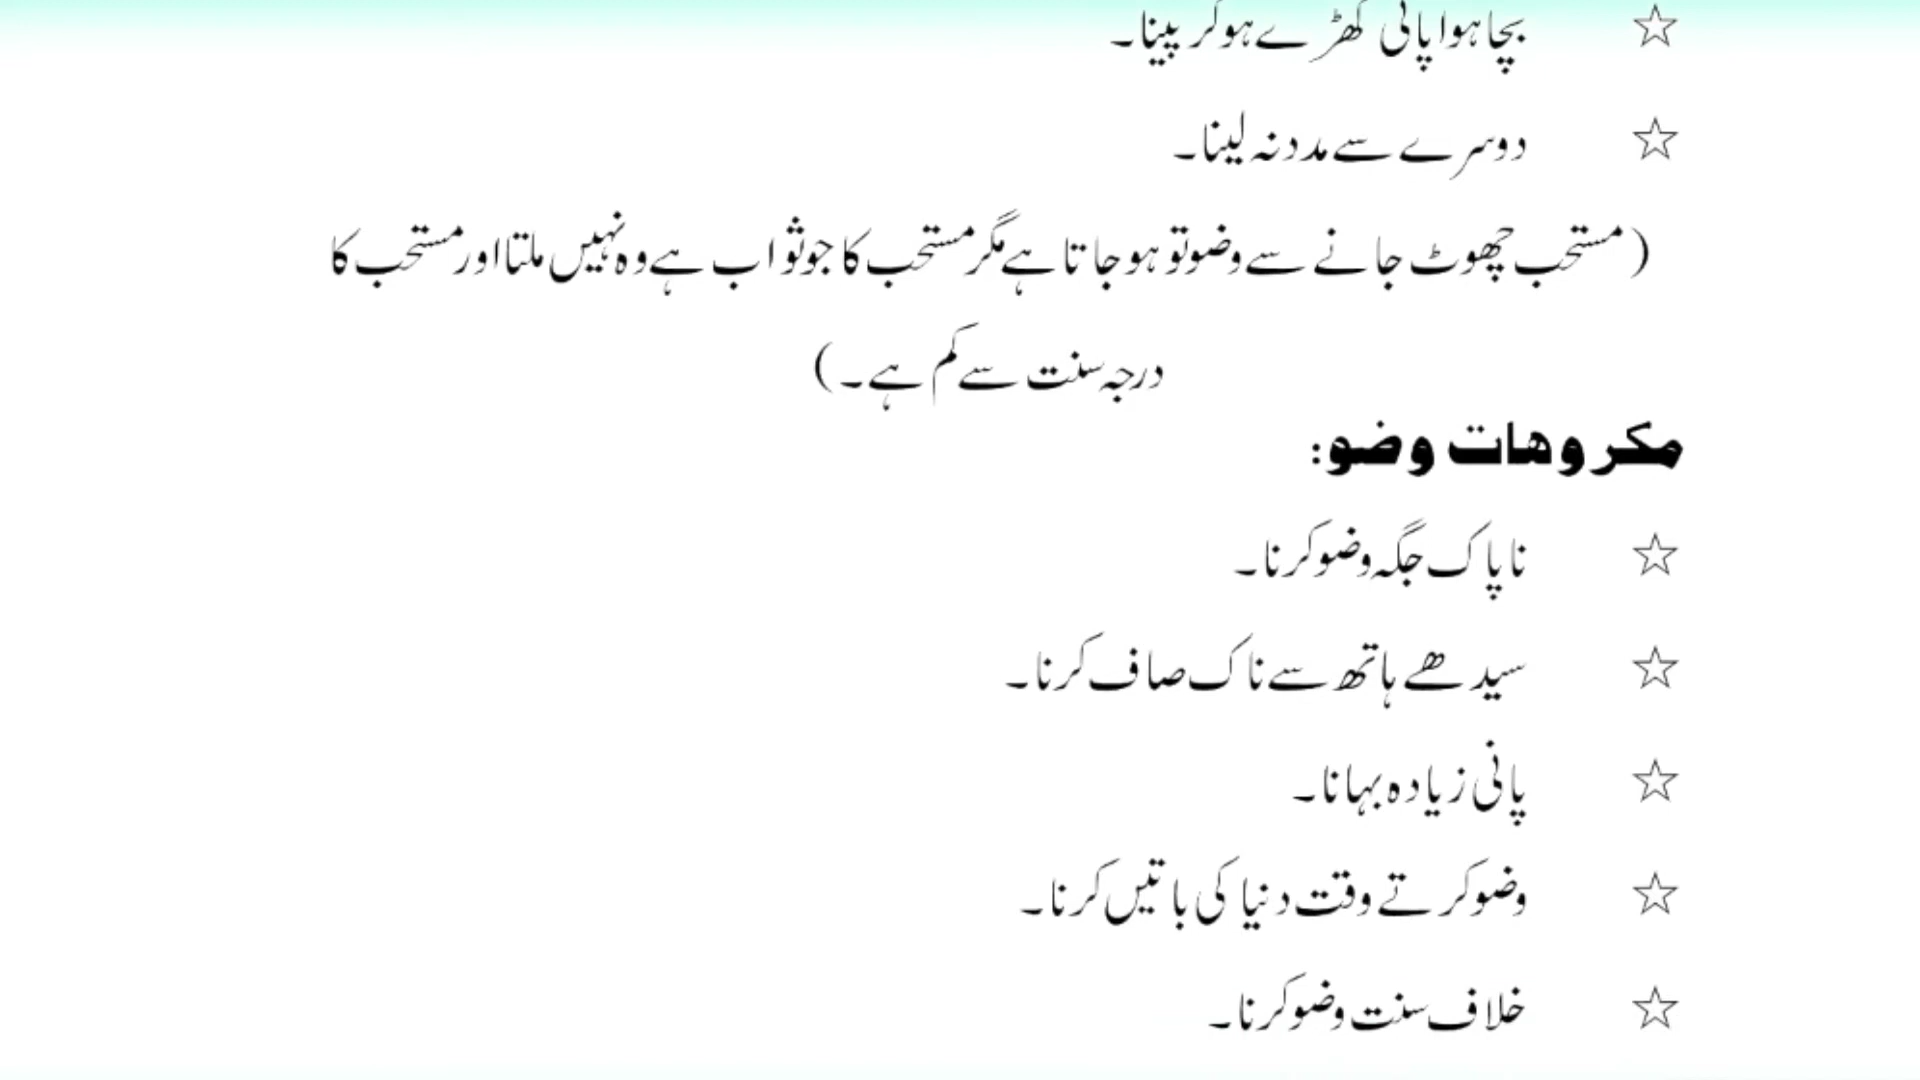 ☆ بچا ہوا پانی کھڑے ہو کر پینا۔
☆ دوسرے سے مدد نہ لینا۔
(مستحب چھوٹ جانے سے وضو تو ہو جاتا ہے مگر مستحب کا جو ثواب ہے وہ نہیں ملتا اور مستحب کا
درجہ سنت سے کم ہے۔)
مکروھات وضو:
☆ ناپاک جگہ وضو کرنا۔
☆ سیدھے ہاتھ سے ناک صاف کرنا۔
☆ پانی زیادہ بہانا۔
☆ وضو کرتے وقت دنیا کی باتیں کرنا۔
☆ خلاف سنت وضو کرنا۔